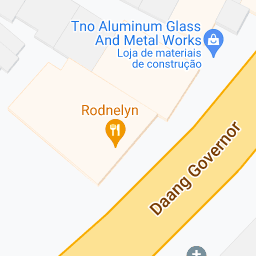 Tno Aluminum Glass
And Metal Works
Loja de materiais
de construção
Rodnelyn
Daang Governor